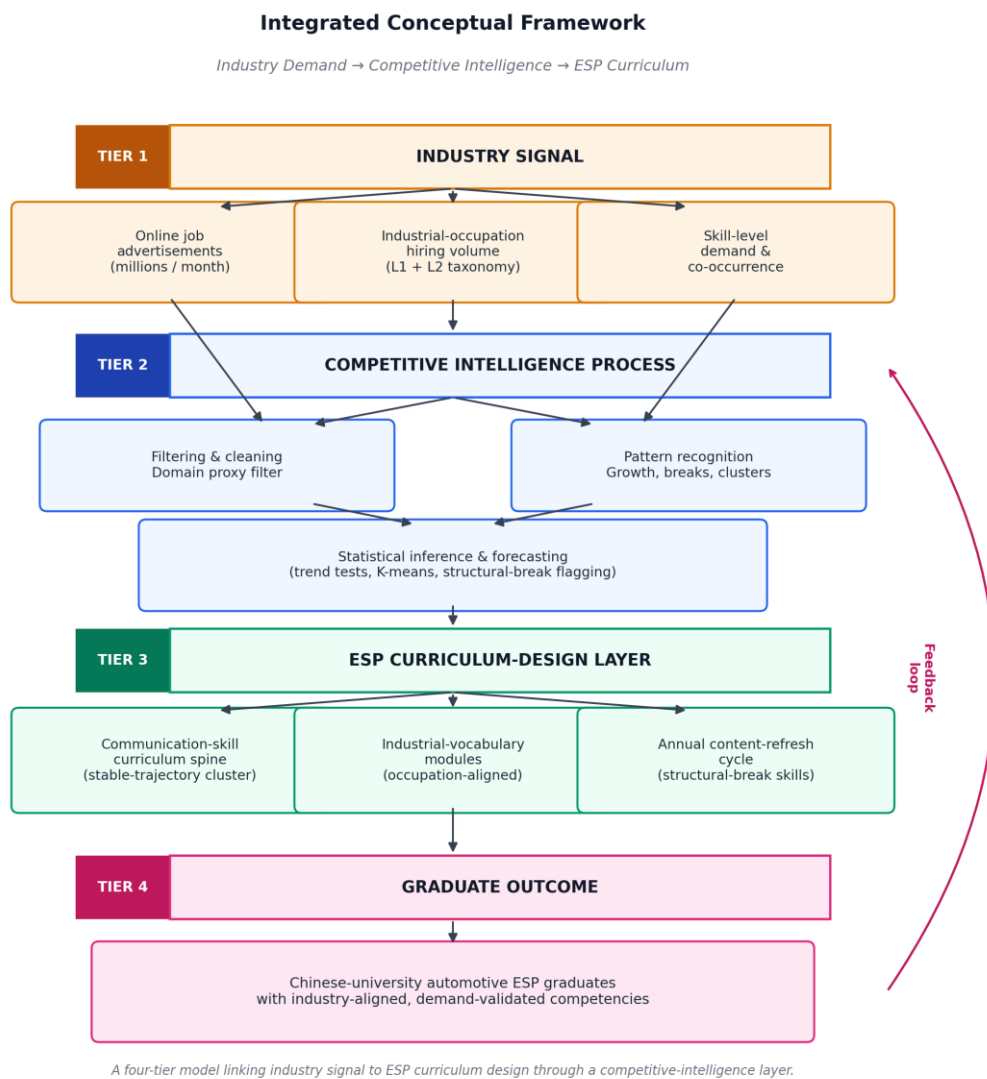 Integrated Conceptual Framework
Industry Demand → Competitive Intelligence → ESP Curriculum
TIER 1
INDUSTRY SIGNAL
Online job
advertisements
(millions / month)
Industrial-occupation
hiring volume
(L1 + L2 taxonomy)
Skill-level
demand &
co-occurrence
TIER 2
COMPETITIVE INTELLIGENCE PROCESS
Filtering & cleaning
Domain proxy filter
Pattern recognition
Growth, breaks, clusters
Statistical inference & forecasting
(trend tests, K-means, structural-break flagging)
TIER 3
ESP CURRICULUM-DESIGN LAYER
Feedback
loop
Communication-skill
curriculum spine
(stable-trajectory cluster)
Industrial-vocabulary
modules
(occupation-aligned)
Annual content-refresh
cycle
(structural-break skills)
TIER 4
GRADUATE OUTCOME
Chinese-university automotive ESP graduates
with industry-aligned, demand-validated competencies
A four-tier model linking industry signal to ESP curriculum design through a competitive-intelligence layer.